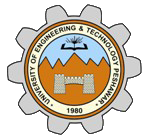 UNIVERSITY OF ENGINEERING & TECHNOLOGY PESHAWAR
1980